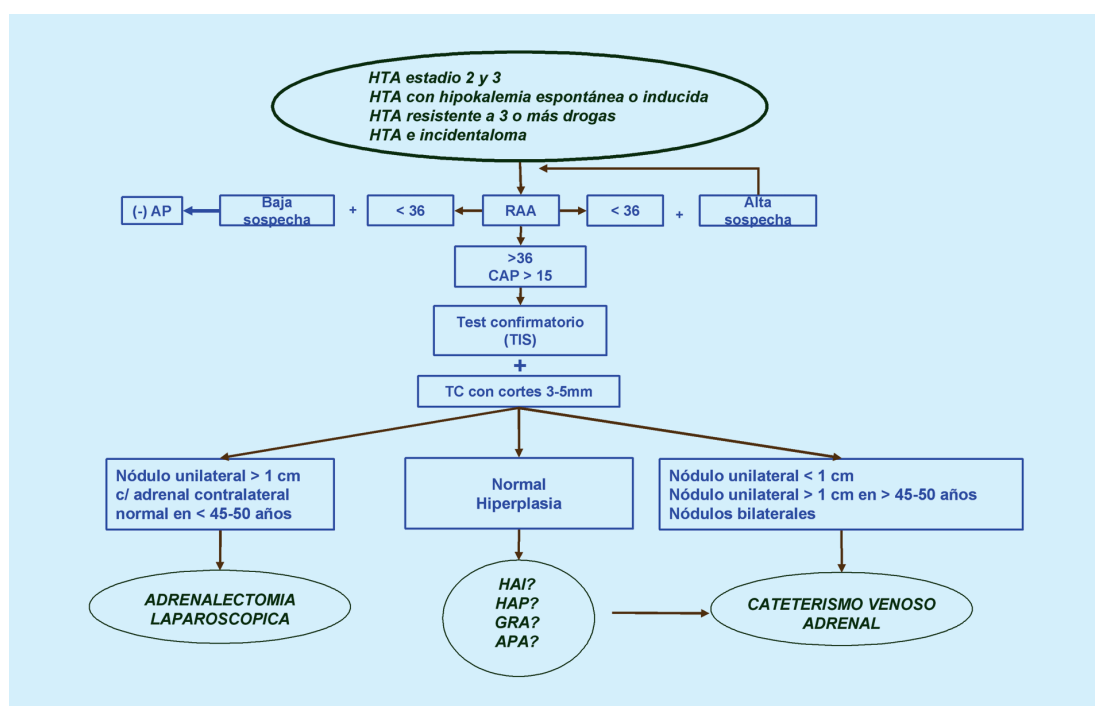 HTA estadio 2 y 3
HTA con hipokalemia espontánea o inducida
HTA resistente a 3 o más drogas
HTA e incidentaloma
(-) AP
Baja
sospecha
+
< 36
RAA
< 36
+
Alta
sospecha
>36
CAP > 15
Test confirmatorio
(TIS)
+
TC con cortes 3-5mm
Nódulo unilateral > 1 cm
c/ adrenal contralateral
normal en < 45-50 años
Normal
Hiperplasia
Nódulo unilateral < 1 cm
Nódulo unilateral > 1 cm en > 45-50 años
Nódulos bilaterales
ADRENALECTOMIA
LAPAROSCOPICA
HAI?
HAP?
GRA?
APA?
CATETERISMO VENOSO
ADRENAL